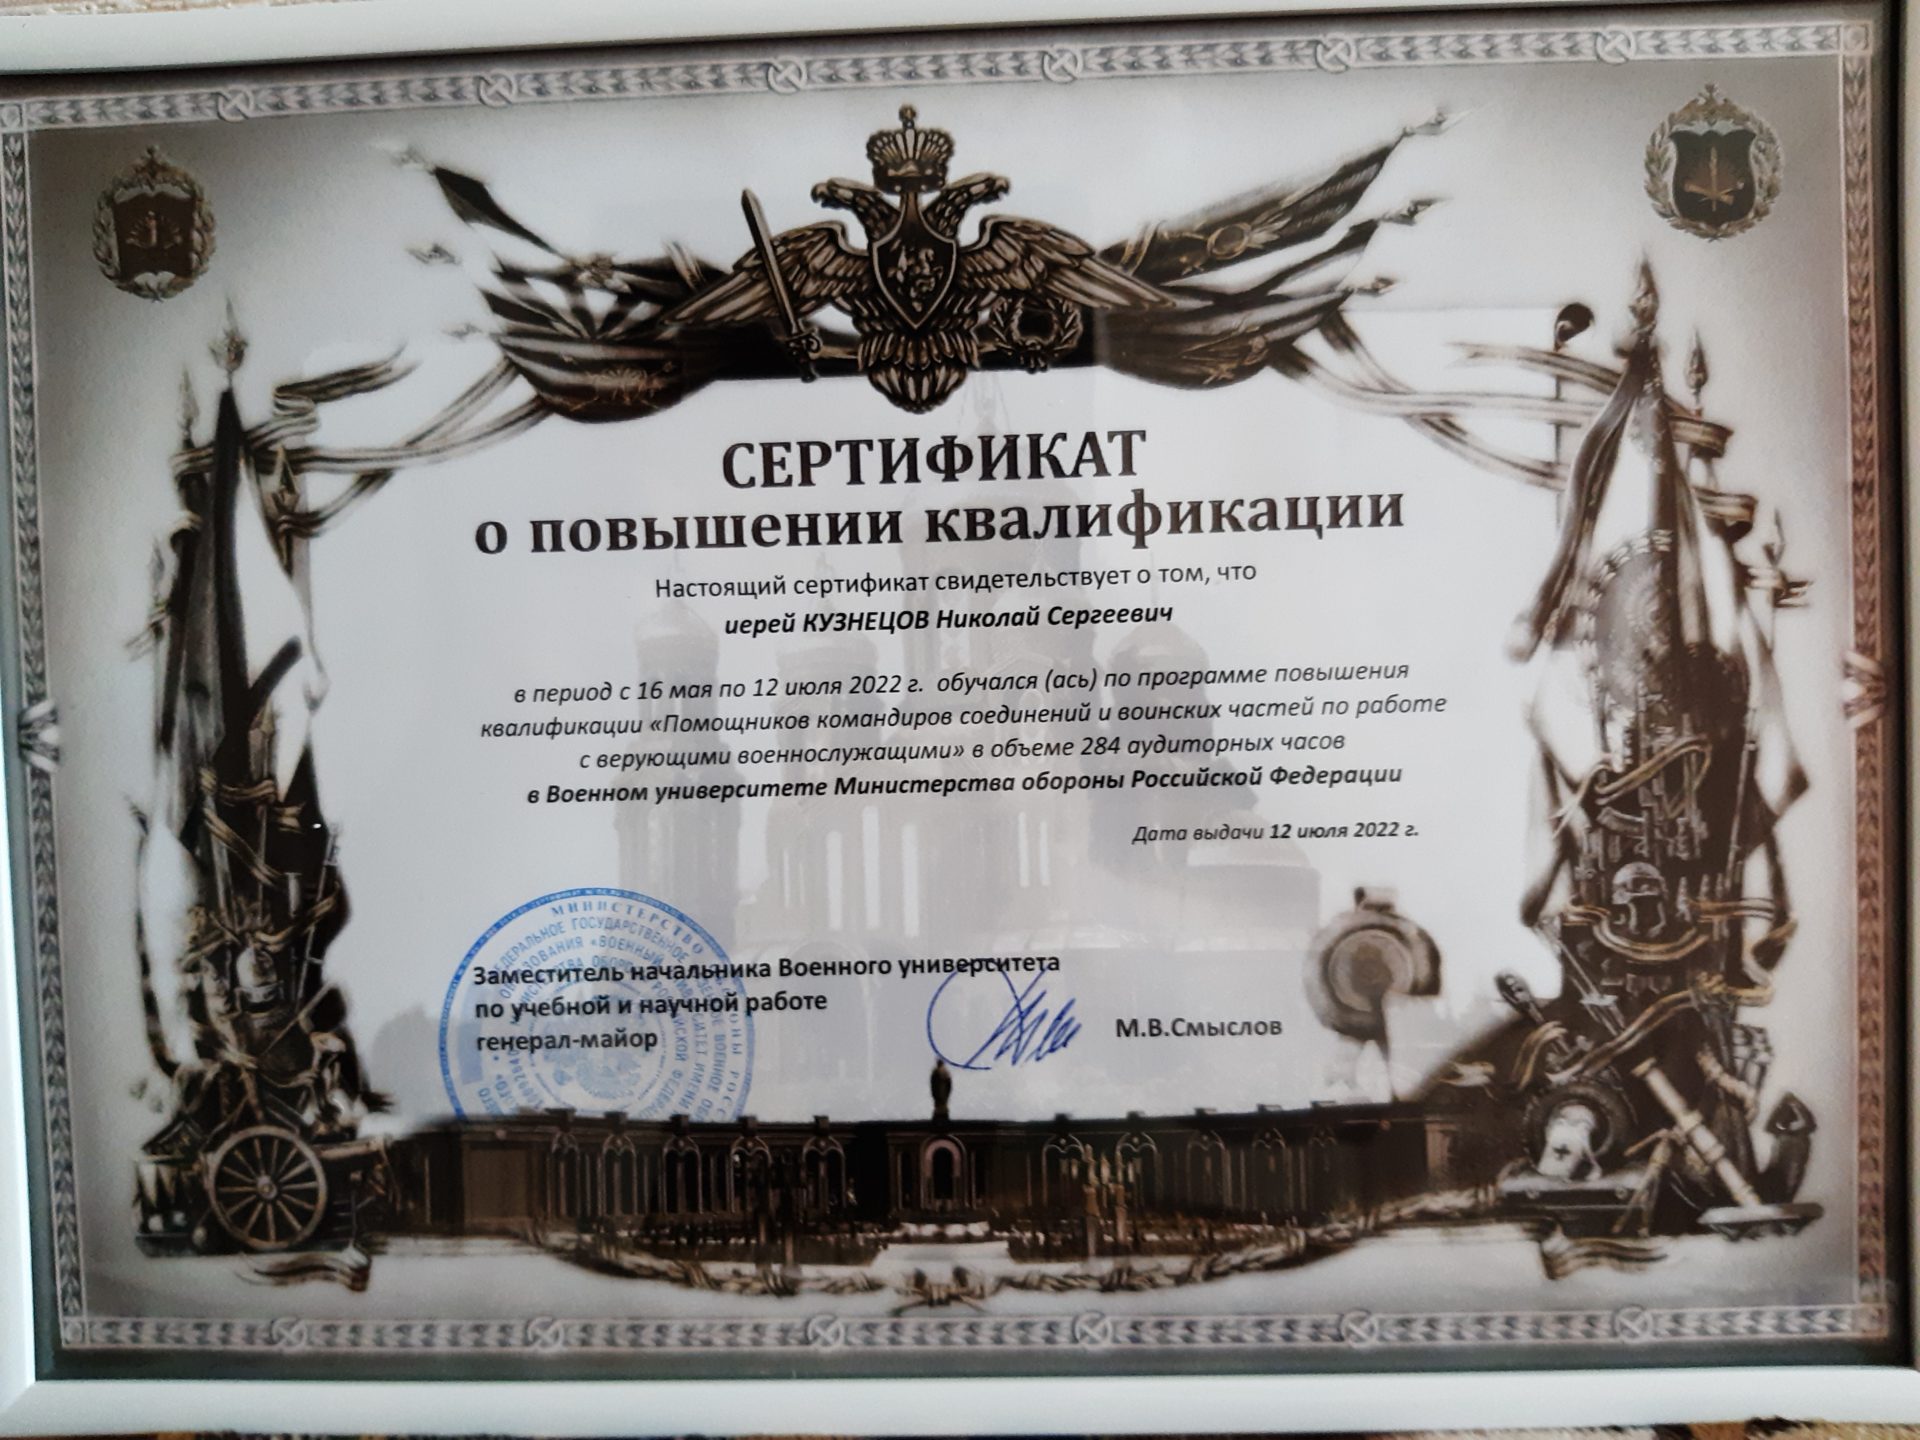 СЕРТИФИКАТ
о повышении квалификации
Настоящий сертификат свидетельствует о том, что
иерей КУЗНЕЦОВ Николай Сергеевич
в период с 16 мая по 12 июля 2022 г. обучался (ась) по программе повышения
квалификации «Помощников командиров соединений и воинских частей по работе
с верующими военнослужащими» в объеме 284 аудиторных часов
в Военном университете Министерства обороны Российской Федерации
Дата выдачи 12 июля 2022 г.
МИНИСТЕРСТВО
ФЕДЕРАЛЬНОЕ ГОСУДАРСТВЕННОЕ
Заместитель начальника Военного университета
по учебной и научной работе
генерал-майор
М.В.Смыслов